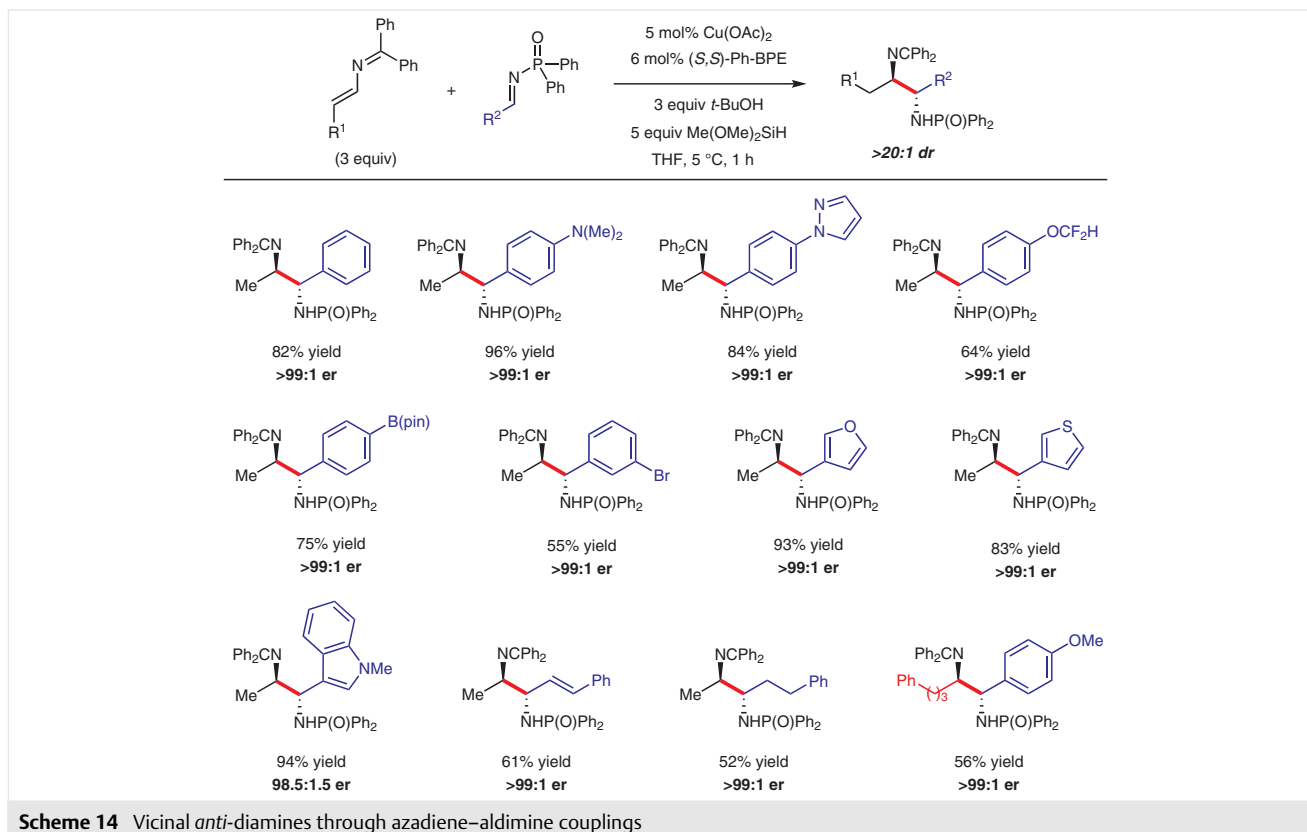 Ph
N
Ph
R¹
(3 equiv)
+
O
N
P
Ph
Ph
R²
5 mol% Cu(OAc)₂
6 mol% (S,S)-Ph-BPE
3 equiv t-BuOH
5 equiv Me(OMe)₂SiH
THF, 5 °C, 1 h
NCPh₂
R¹
R²
NHP(O)Ph₂
>20:1 dr
Ph₂CN
Me
NHP(O)Ph₂
82% yield
>99:1 er
Ph₂CN
N(Me)₂
Me
NHP(O)Ph₂
96% yield
>99:1 er
Ph₂CN
N
N
Me
NHP(O)Ph₂
84% yield
>99:1 er
Ph₂CN
OCF₂H
Me
NHP(O)Ph₂
64% yield
>99:1 er
Ph₂CN
B(pin)
Me
NHP(O)Ph₂
75% yield
>99:1 er
Ph₂CN
Me
Br
NHP(O)Ph₂
55% yield
>99:1 er
Ph₂CN
O
Me
NHP(O)Ph₂
93% yield
>99:1 er
Ph₂CN
S
Me
NHP(O)Ph₂
83% yield
>99:1 er
Ph₂CN
N
Me
Me
NHP(O)Ph₂
94% yield
98.5:1.5 er
NCPh₂
Me
Ph
NHP(O)Ph₂
61% yield
>99:1 er
NCPh₂
Me
Ph
NHP(O)Ph₂
52% yield
>99:1 er
Ph₂CN
OMe
Ph
( )₃
NHP(O)Ph₂
56% yield
>99:1 er
Scheme 14 Vicinal anti-diamines through azadiene–aldimine couplings